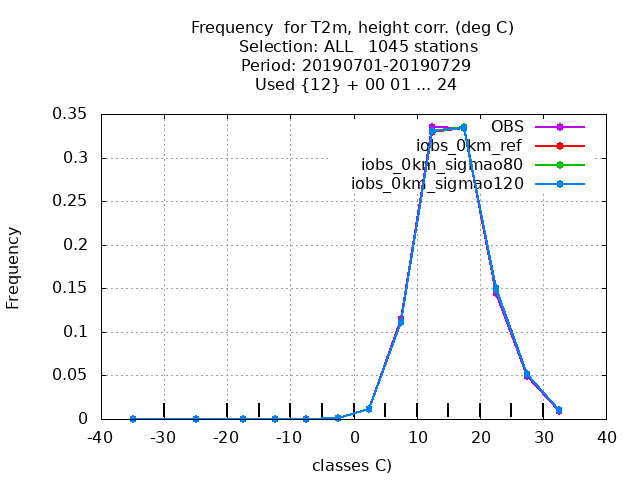 Frequency  for T2m, height corr. (deg C)
Selection: ALL   1045 stations
Period: 20190701-20190729
Used {12} + 00 01 ... 24
OBS
iobs_0km_ref
iobs_0km_sigmao80
iobs_0km_sigmao120
Frequency
0.35
0.3
0.25
0.2
0.15
0.1
0.05
0
-40 -30 -20 -10 0 10 20 30 40
classes C)